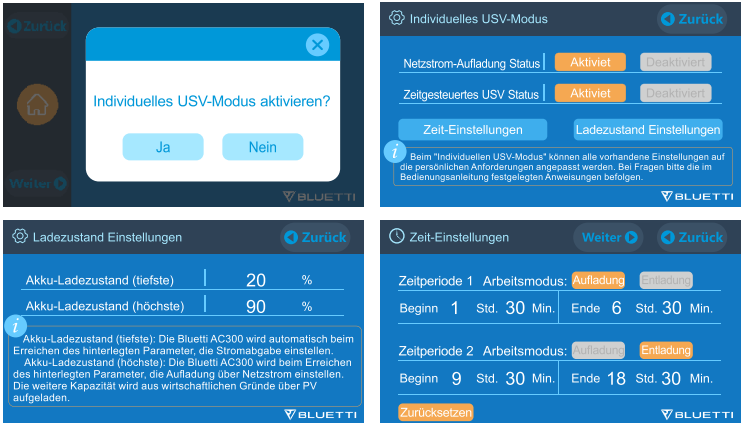 Zurück
Individuelles USV-Modus aktivieren?
Ja Nein
Weiter
BLUETTI
Individuelles USV-Modus Zurück
Netzstrom-Aufladung Status Aktiviet Deaktiviert
Zeitgesteuertes USV Status Aktiviet Deaktiviert
Zeit-Einstellungen Ladezustand Einstellungen
i Beim "Individuellen USV-Modus" können alle vorhandene Einstellungen auf
die persönlichen Anforderungen angepasst werden. Bei Fragen bitte die im
Bedienungsanleitung festgelegten Anweisungen befolgen.
BLUETTI
Ladezustand Einstellungen Zurück
Akku-Ladezustand (tiefste) 20 %
Akku-Ladezustand (höchste) 90 %
i Akku-Ladezustand (tiefste): Die Bluetti AC300 wird automatisch beim
Erreichen des hinterlegten Parameter, die Stromabgabe einstellen.
Akku-Ladezustand (höchste): Die Bluetti AC300 wird beim Erreichen
des hinterlegten Parameter, die Aufladung über Netzstrom einstellen.
Die weitere Kapazität wird aus wirtschaftlichen Gründe über PV
aufgeladen.
BLUETTI
Zeit-Einstellungen Weiter Zurück
Zeitperiode 1 Arbeitsmodus: Aufladung Entladung
Beginn 1 Std. 30 Min. Ende 6 Std. 30 Min.
Zeitperiode 2 Arbeitsmodus: Aufladung Entladung
Beginn 9 Std. 30 Min. Ende 18 Std. 30 Min.
Zurücksetzen
BLUETTI